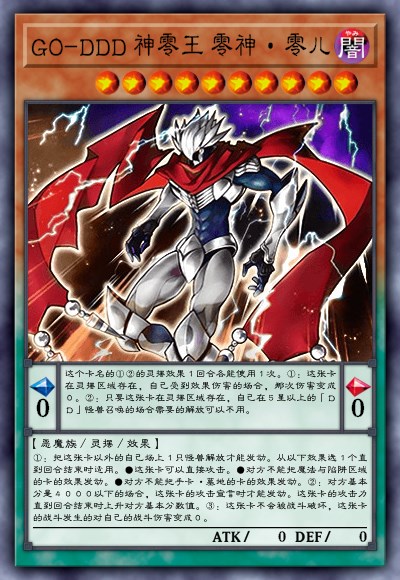 GO-DDD 神零王 零神·零儿
やみ
闇
这个卡名的①②的灵摆效果1回合各能使用1次。①:这张卡
在灵摆区域存在,自己受到效果伤害的场合,那次伤害变成
0。②:只要这张卡在灵摆区域存在,自己在5星以上的「D
D」怪兽召唤的场合需要的解放可以不用。
0
0
【恶魔族/灵摆/效果】
①:把这张卡以外的自己场上1只怪兽解放才能发动。从以下效果选1个直
到回合结束时适用。●这张卡可以直接攻击。●对方不能把魔法与陷阱区域
的卡的效果发动。●对方不能把手卡·墓地的卡的效果发动。②:对方基本
分是4000以下的场合,这张卡的攻击宣言时才能发动。这张卡的攻击力
直到回合结束时上升对方基本分数值。③:这张卡不会被战斗破坏,这张卡
的战斗发生的对自己的战斗伤害变成0。
ATK/ 0 DEF/ 0